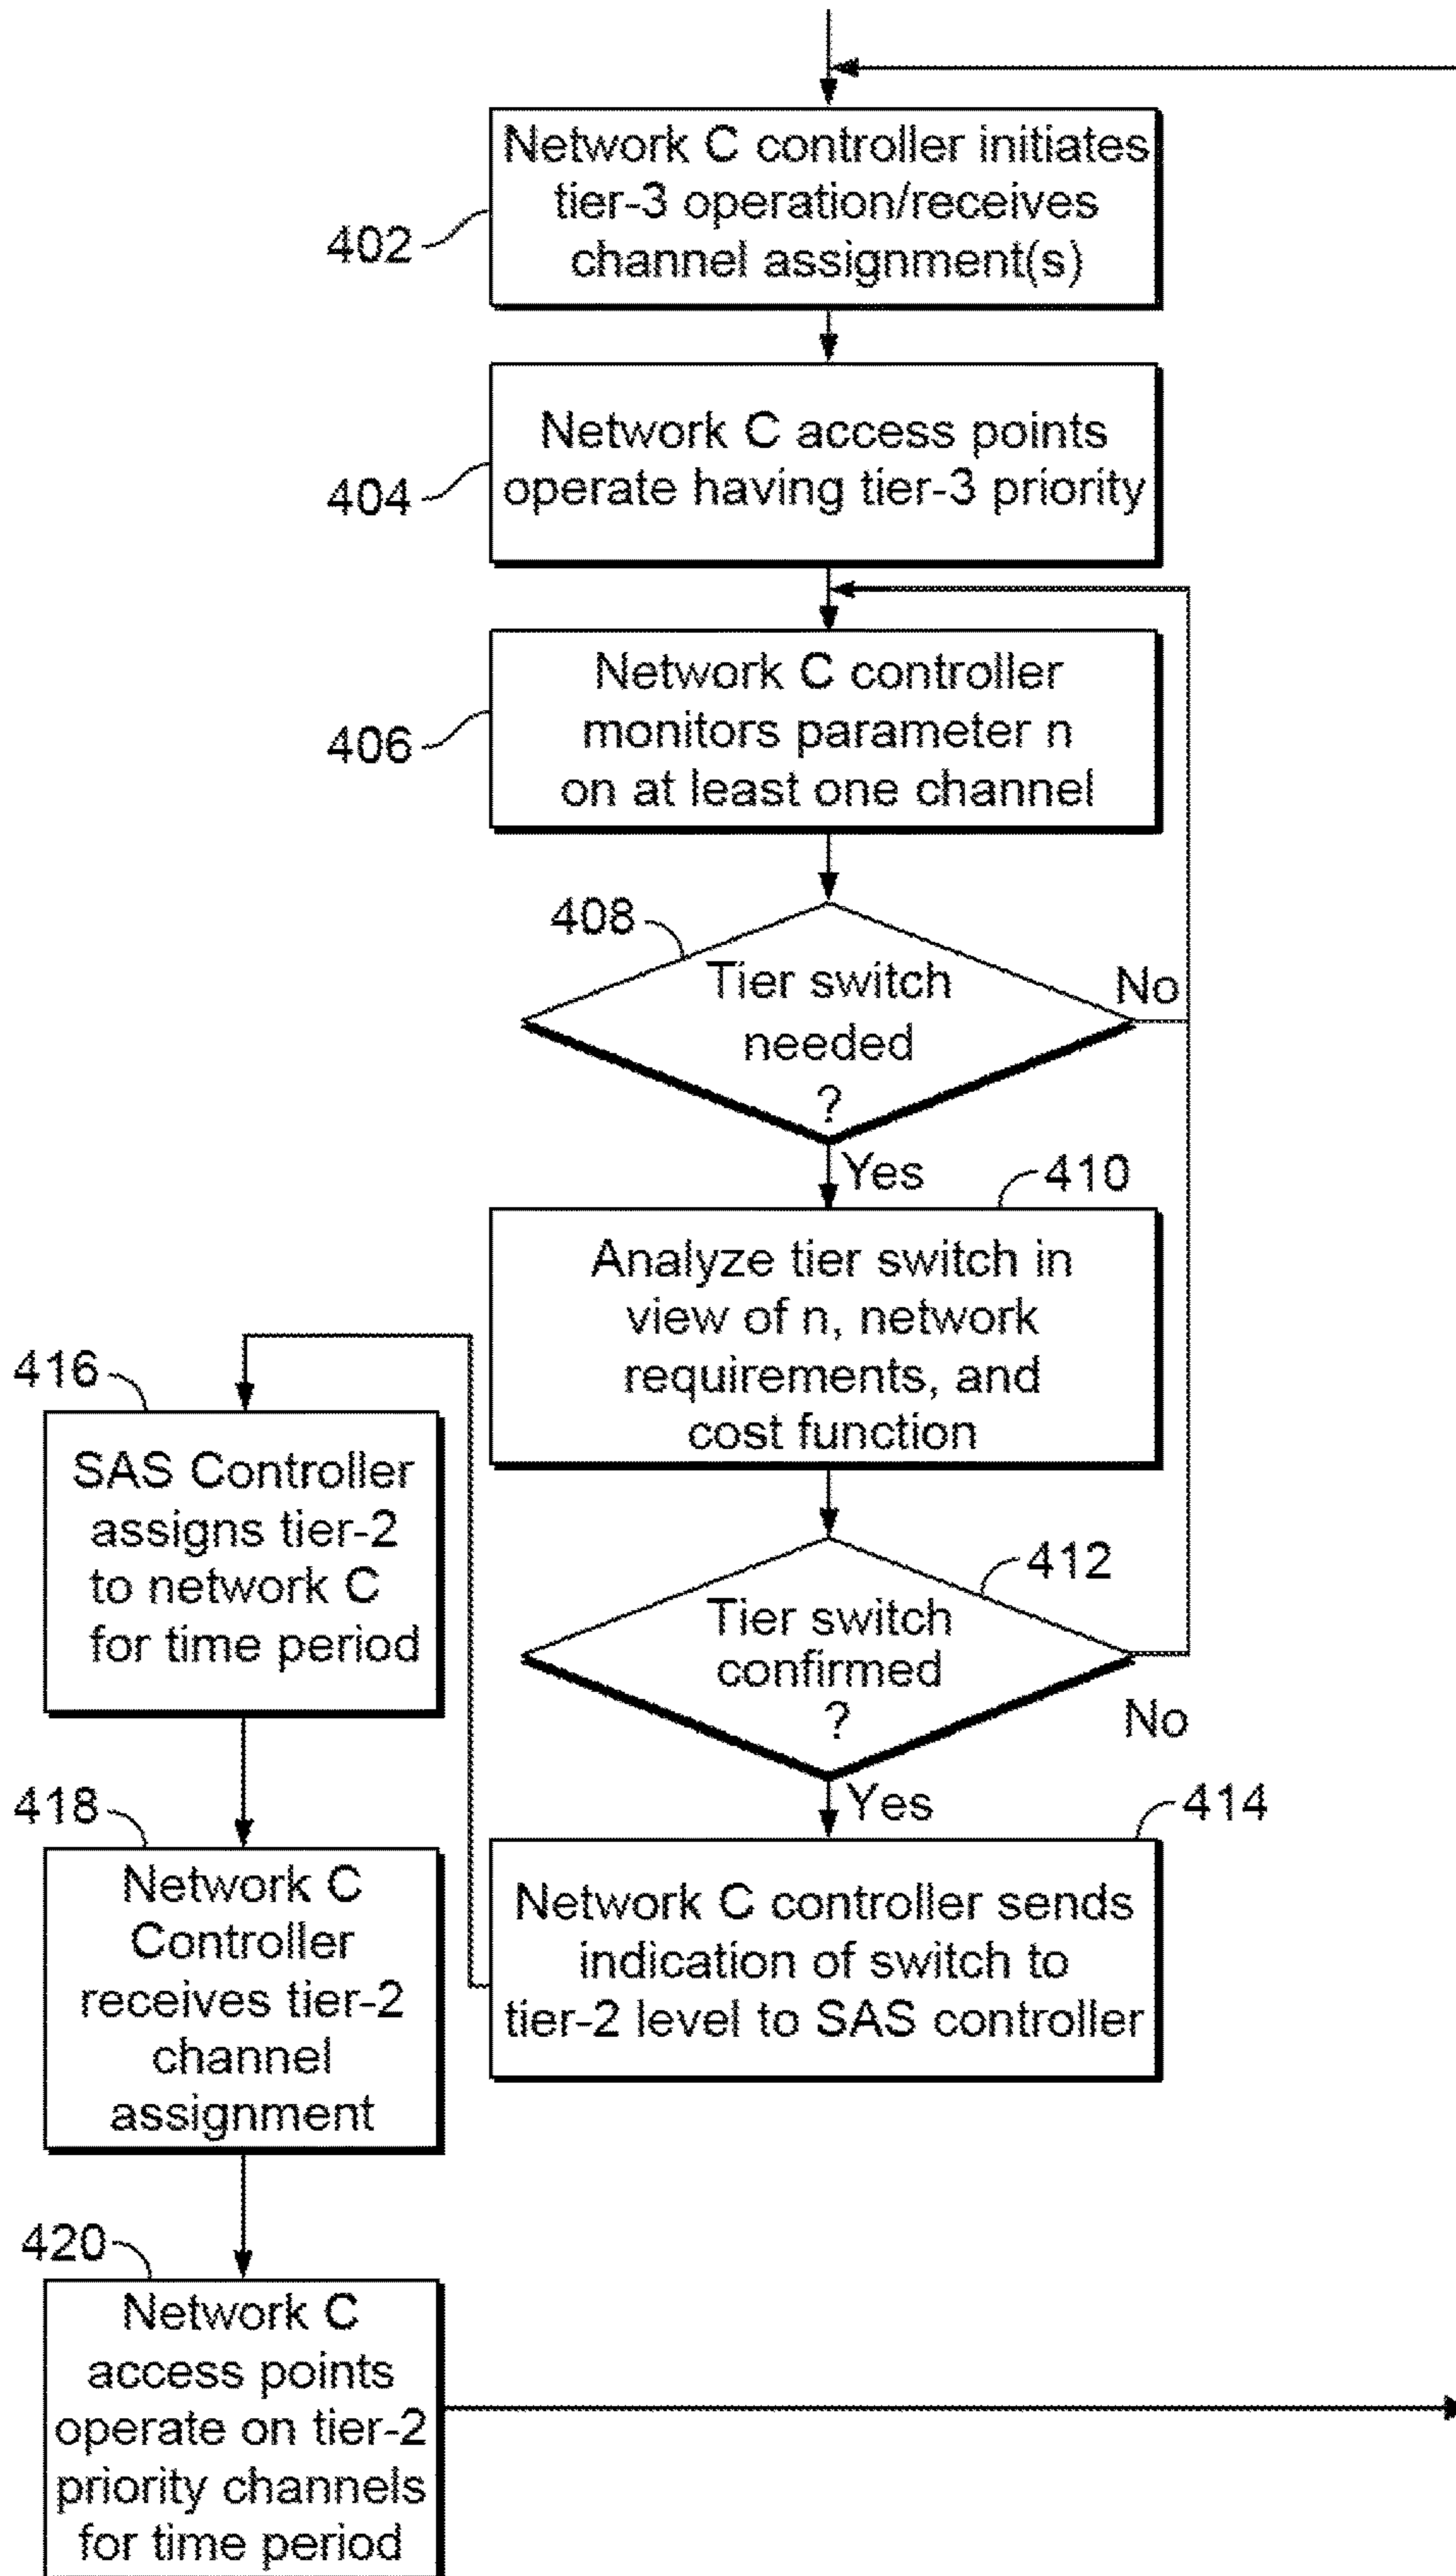 402
Network C controller initiates
tier-3 operation/receives
channel assignment(s)
404
Network C access points
operate having tier-3 priority
406
Network C controller
monitors parameter n
on at least one channel
408
Tier switch
needed
?
No
Yes
410
Analyze tier switch in
view of n, network
requirements, and
cost function
412
Tier switch
confirmed
?
No
Yes
414
Network C controller sends
indication of switch to
tier-2 level to SAS controller
416
SAS Controller
assigns tier-2
to network C
for time period
418
Network C
Controller
receives tier-2
channel
assignment
420
Network C
access points
operate on tier-2
priority channels
for time period